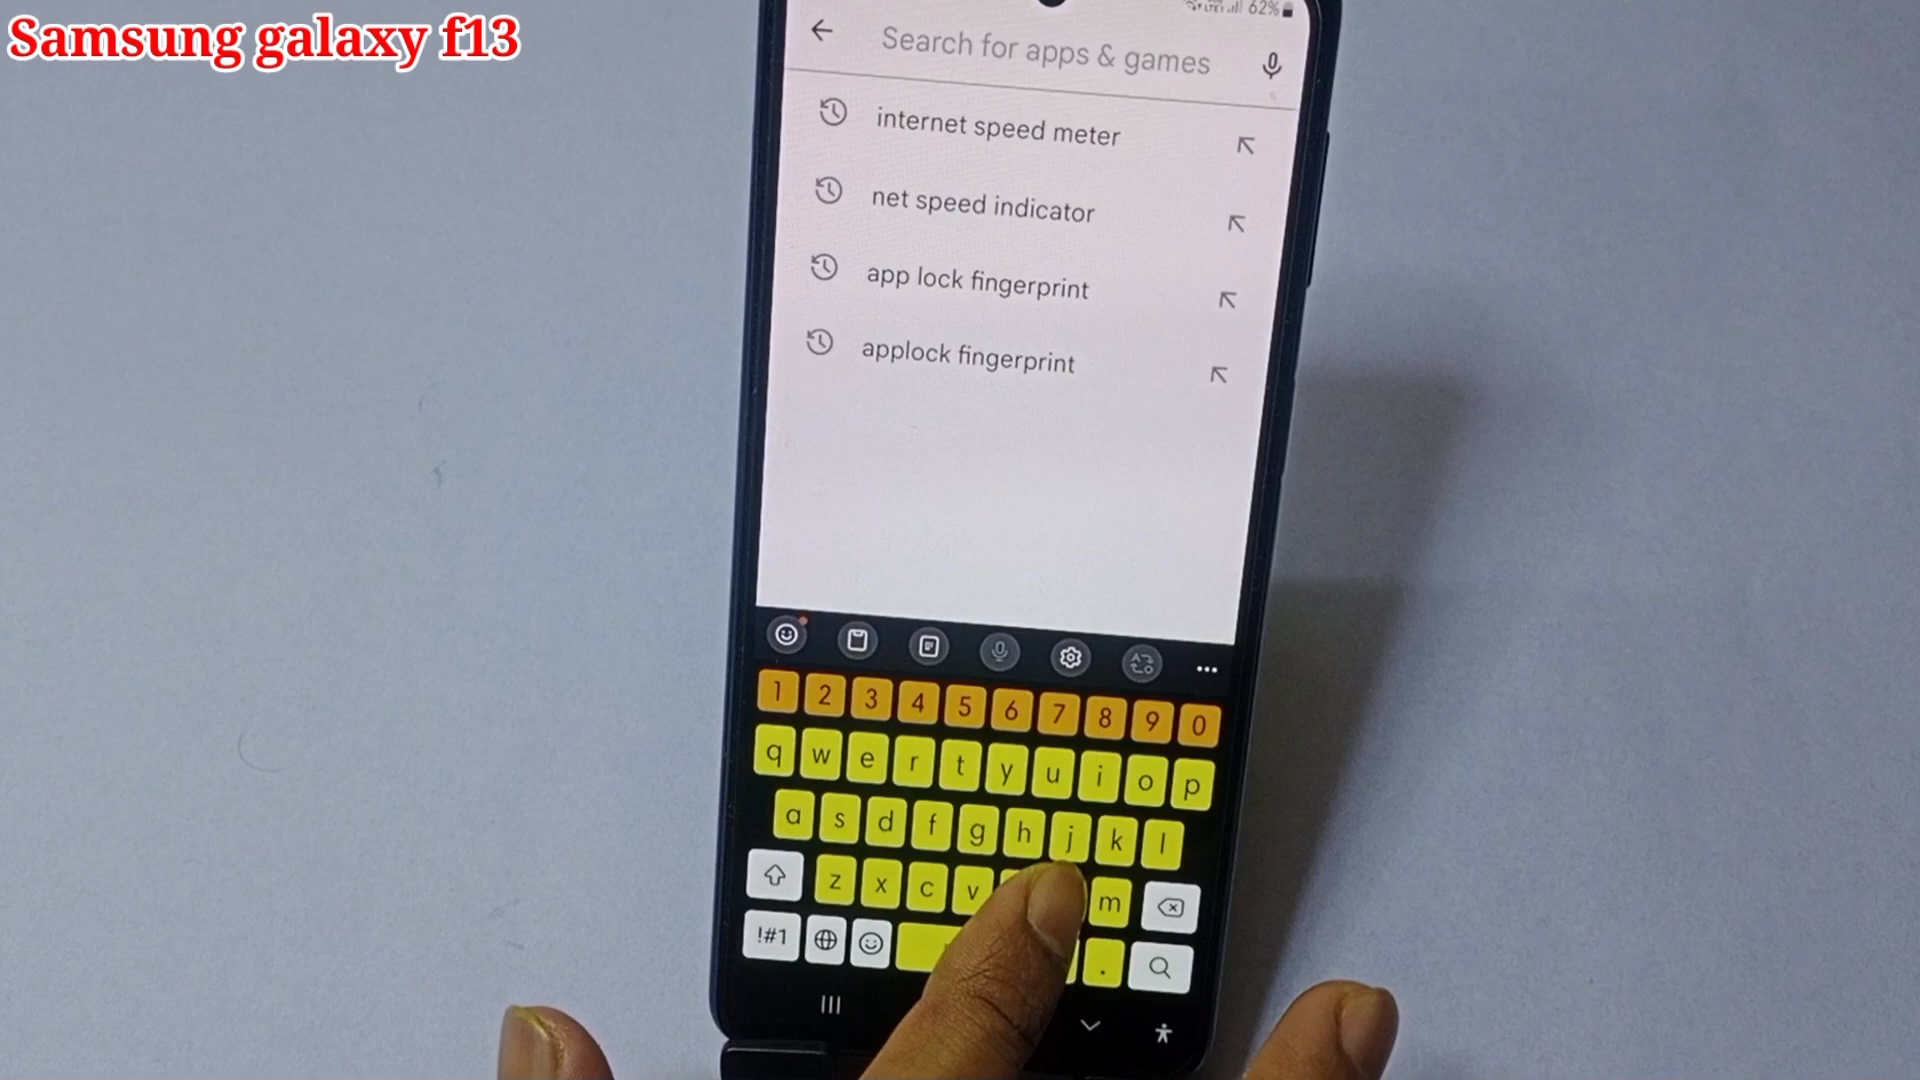 Samsung galaxy f13
62%
Search for apps & games
internet speed meter
net speed indicator
app lock fingerprint
applock fingerprint
1 2 3 4 5 6 7 8 9 0
q w e r t y u i o p
a s d f g h j k l
z x c v m
!#1 .